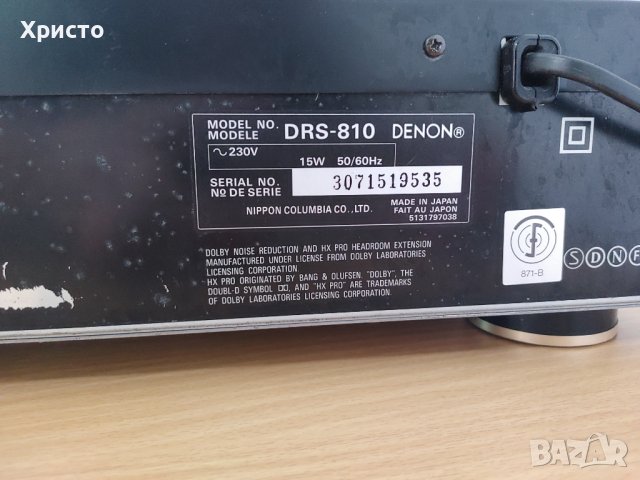 Христо
MODEL NO.
MODELE
DRS-810 DENON®
~230V
15W 50/60Hz
SERIAL NO.
Nº DE SERIE
3071519535
MADE IN JAPAN
FAIT AU JAPON
5131797038
NIPPON COLUMBIA CO., LTD.
DOLBY NOISE REDUCTION AND HX PRO HEADROOM EXTENSION
MANUFACTURED UNDER LICENSE FROM DOLBY LABORATORIES
LICENSING CORPORATION.
HX PRO ORIGINATED BY BANG & OLUFSEN. "DOLBY", THE
DOUBL-D SYMBOL, AND "HX PRO" ARE TRADEMARKS
OF DOLBY LABORATORIES LICENSING CORPORATION.
871-B
S D N F
BAZAR